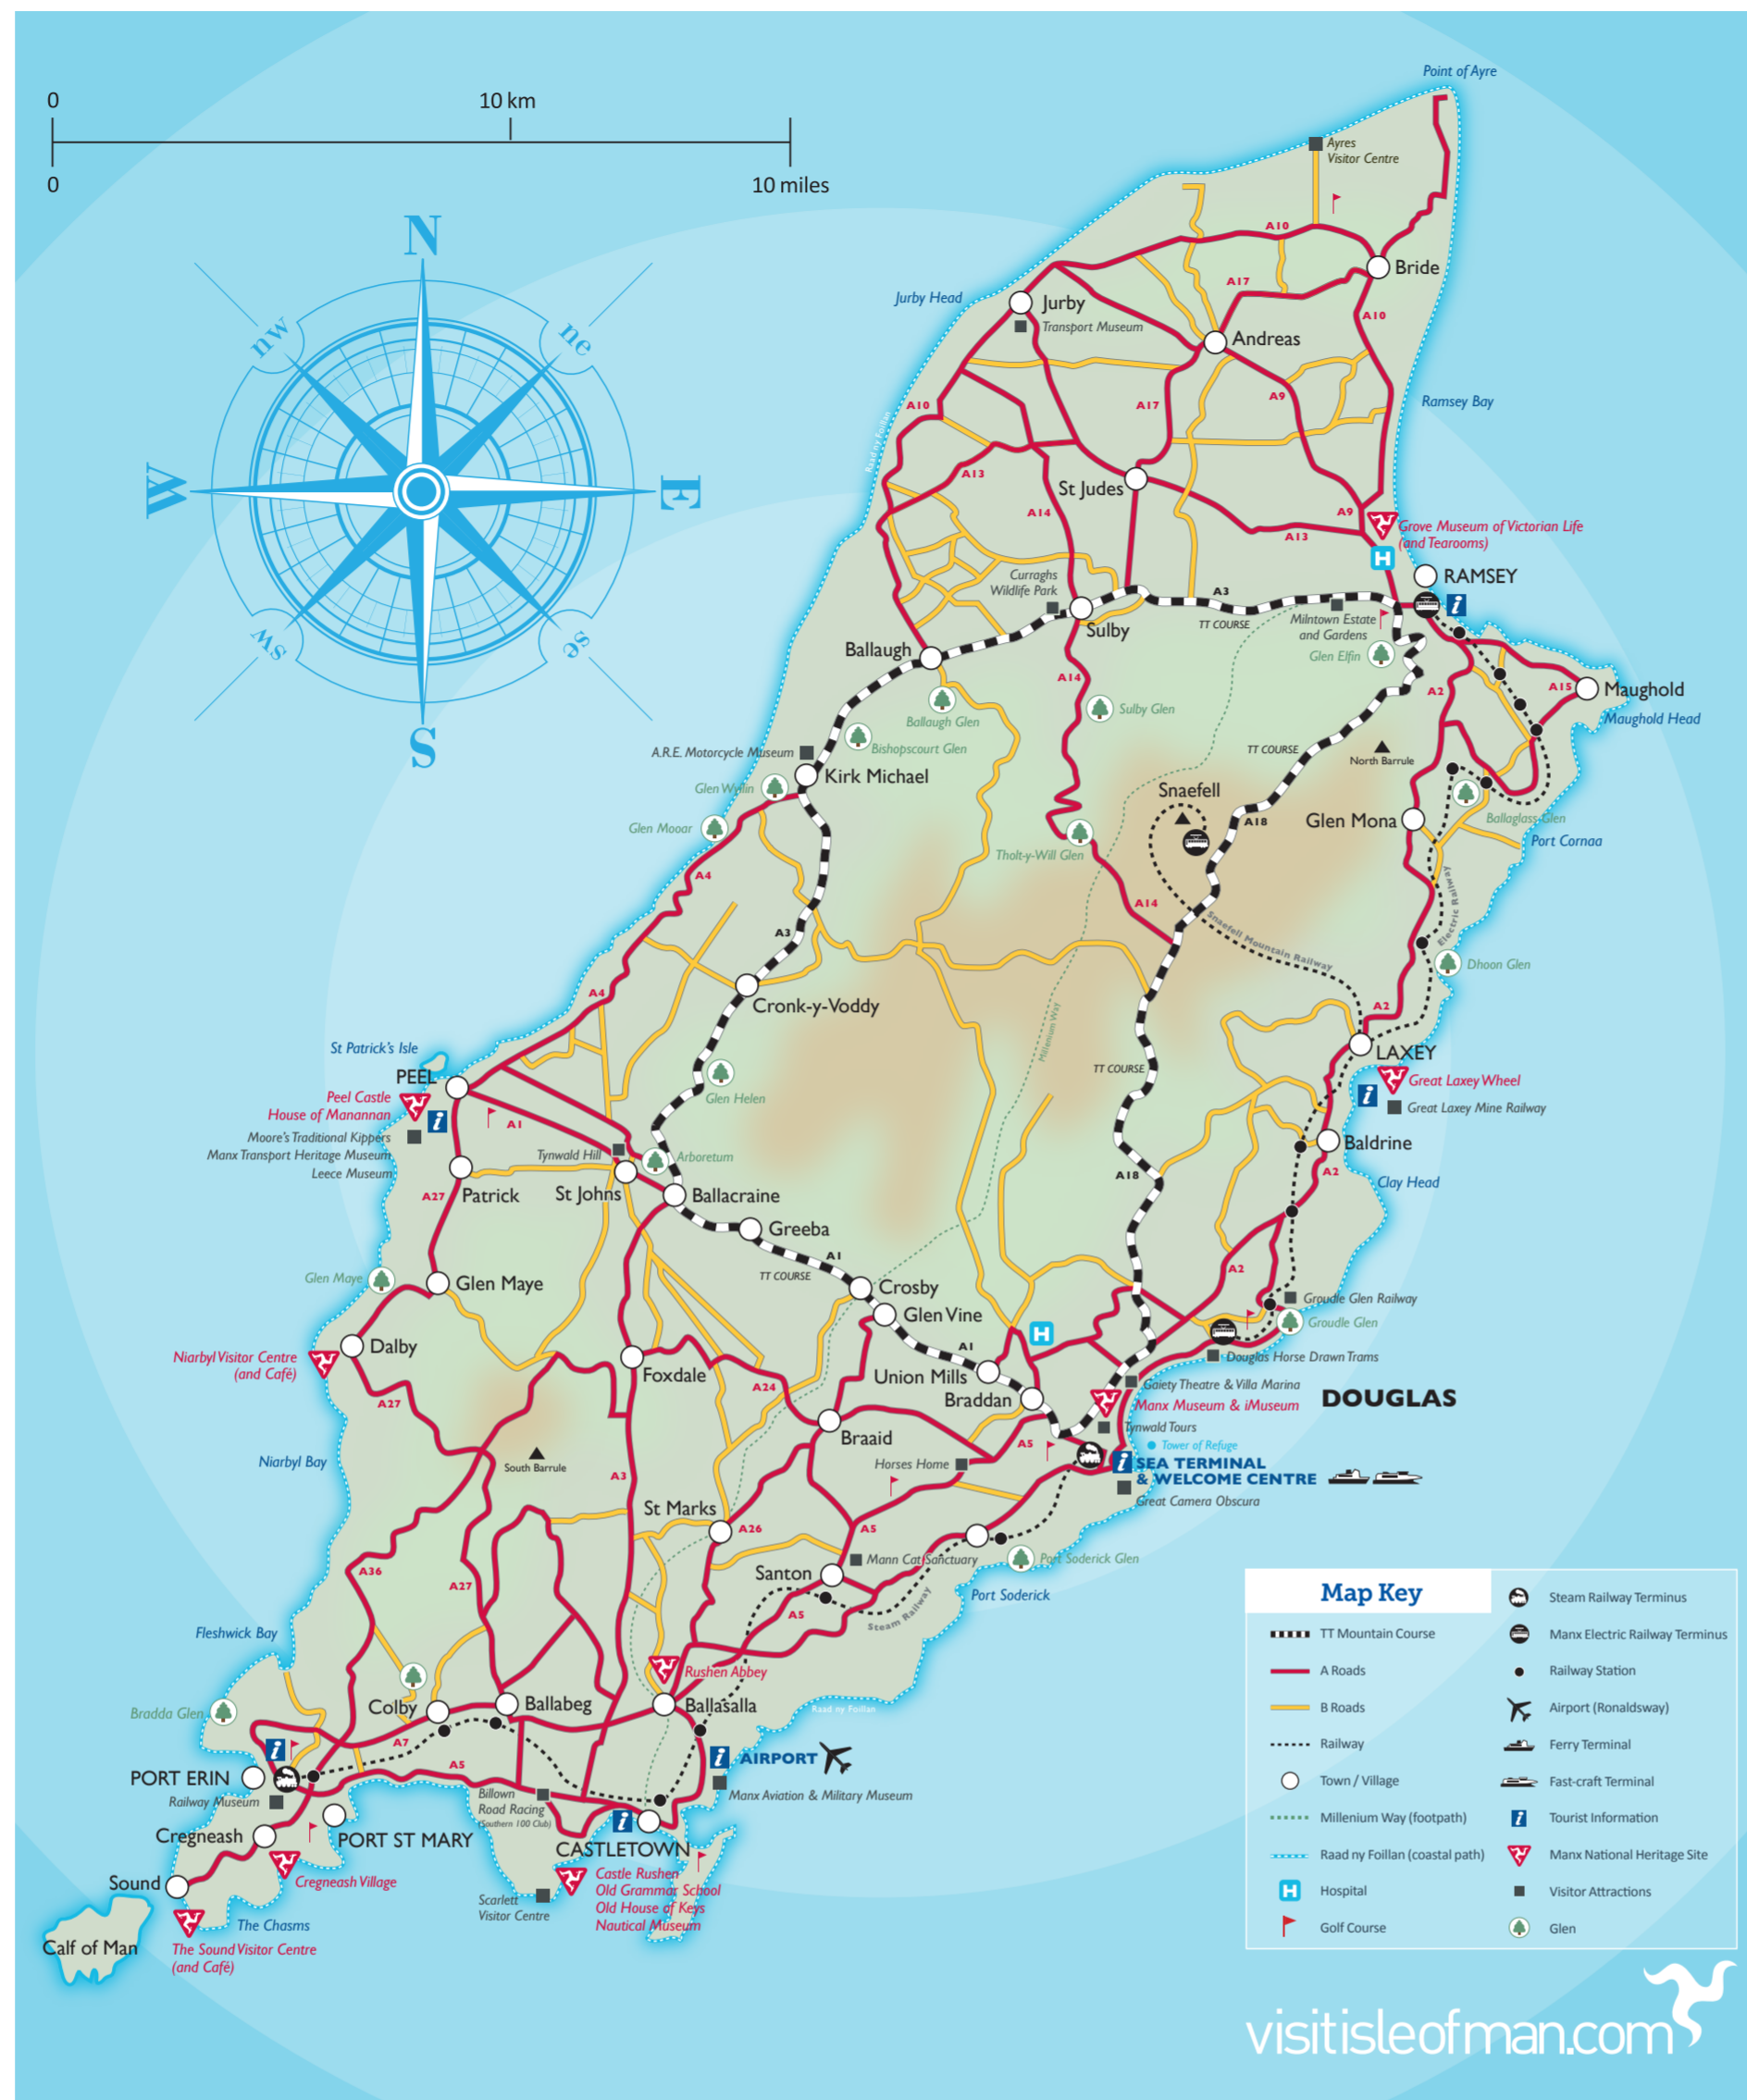 0
10 km
0
10 miles
N
nw
ne
W
E
sw
se
S
Point of Ayre
Ayres
Visitor Centre
A10
Bride
Jurby Head
Jurby
Transport Museum
A17
A10
Andreas
Ramsey Bay
A10
A17
A9
Raad ny Foillan
A13
St Judes
A14
A9
A13
Grove Museum of Victorian Life
(and Tearooms)
H
RAMSEY
i
Curraghs
Wildlife Park
A3
TT COURSE
Milntown Estate
and Gardens
Glen Elfin
Sulby
Ballaugh
A14
A2
A15
Maughold
Maughold Head
Ballaugh Glen
Sulby Glen
Bishopscourt Glen
A.R.E. Motorcycle Museum
TT COURSE
North Barrule
Kirk Michael
Glen Wyllin
Snaefell
Glen Mooar
A18
Glen Mona
Ballaglass Glen
Port Cornaa
Tholt-y-Will Glen
A4
A14
Electric Railway
A3
Snaefell Mountain Railway
Dhoon Glen
A4
Cronk-y-Voddy
A2
Millenium Way
St Patrick's Isle
LAXEY
PEEL
TT COURSE
Great Laxey Wheel
Peel Castle
House of Manannan
i
Glen Helen
i
Great Laxey Mine Railway
A1
Moore's Traditional Kippers
Manx Transport Heritage Museum
Leece Museum
Tynwald Hill
Arboretum
Baldrine
A18
A2
Clay Head
A27
Patrick
St Johns
Ballacraine
Greeba
A1
TT COURSE
A2
Glen Maye
Glen Maye
Crosby
Groudle Glen Railway
Glen Vine
Groudle Glen
H
Dalby
A1
Niarbyl Visitor Centre
(and Café)
Douglas Horse Drawn Trams
Foxdale
Union Mills
A24
Gaiety Theatre & Villa Marina
Braddan
DOUGLAS
A27
Manx Museum & iMuseum
Tynwald Tours
Braaid
A5
Tower of Refuge
Niarbyl Bay
South Barrule
Horses Home
i
SEA TERMINAL
& WELCOME CENTRE
A3
Great Camera Obscura
St Marks
A26
A5
Mann Cat Sanctuary
Port Soderick Glen
A36
A27
Santon
Port Soderick
A5
Steam Railway
Fleshwick Bay
Rushen Abbey
Bradda Glen
Colby
Ballabeg
Ballasalla
Raad ny Foillan
i
A7
i
AIRPORT
PORT ERIN
A5
Railway Museum
Billown
Road Racing
(Southern 100 Club)
Manx Aviation & Military Museum
i
Cregneash
PORT ST MARY
CASTLETOWN
Cregneash Village
Castle Rushen
Old Grammar School
Old House of Keys
Nautical Museum
Sound
Scarlett
Visitor Centre
The Chasms
Calf of Man
The Sound Visitor Centre
(and Café)
Map Key
TT Mountain Course
A Roads
B Roads
Railway
Town / Village
Millenium Way (footpath)
Raad ny Foillan (coastal path)
H
Hospital
Golf Course
Steam Railway Terminus
Manx Electric Railway Terminus
Railway Station
Airport (Ronaldsway)
Ferry Terminal
Fast-craft Terminal
i
Tourist Information
Manx National Heritage Site
Visitor Attractions
Glen
visitisleofman.com